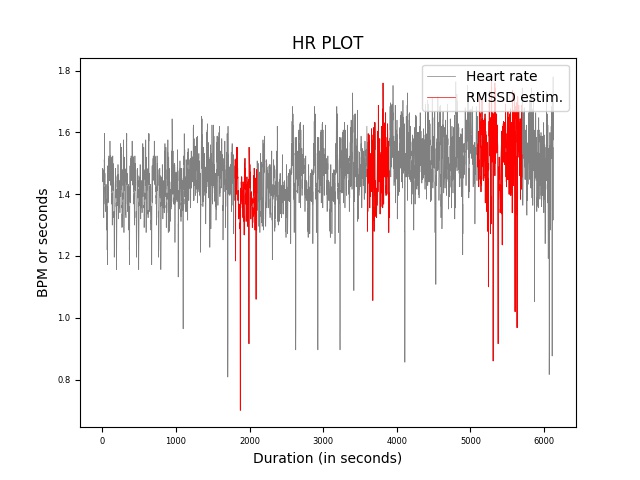 HR PLOT
Heart rate
RMSSD estim.
1.8
1.6
1.4
1.2
1.0
0.8
BPM or seconds
0
1000
2000
3000
4000
5000
6000
Duration (in seconds)